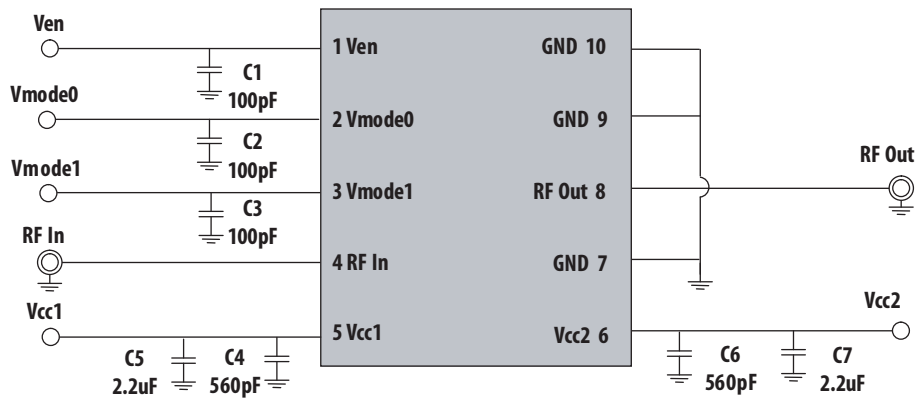 Ven
C1
100pF
Vmode0
C2
100pF
Vmode1
C3
100pF
RF In
Vcc1
C5
2.2uF
C4
560pF
1 Ven
2 Vmode0
3 Vmode1
4 RF In
5 Vcc1
GND 10
GND 9
RF Out 8
GND 7
Vcc2 6
RF Out
Vcc2
C6
560pF
C7
2.2uF